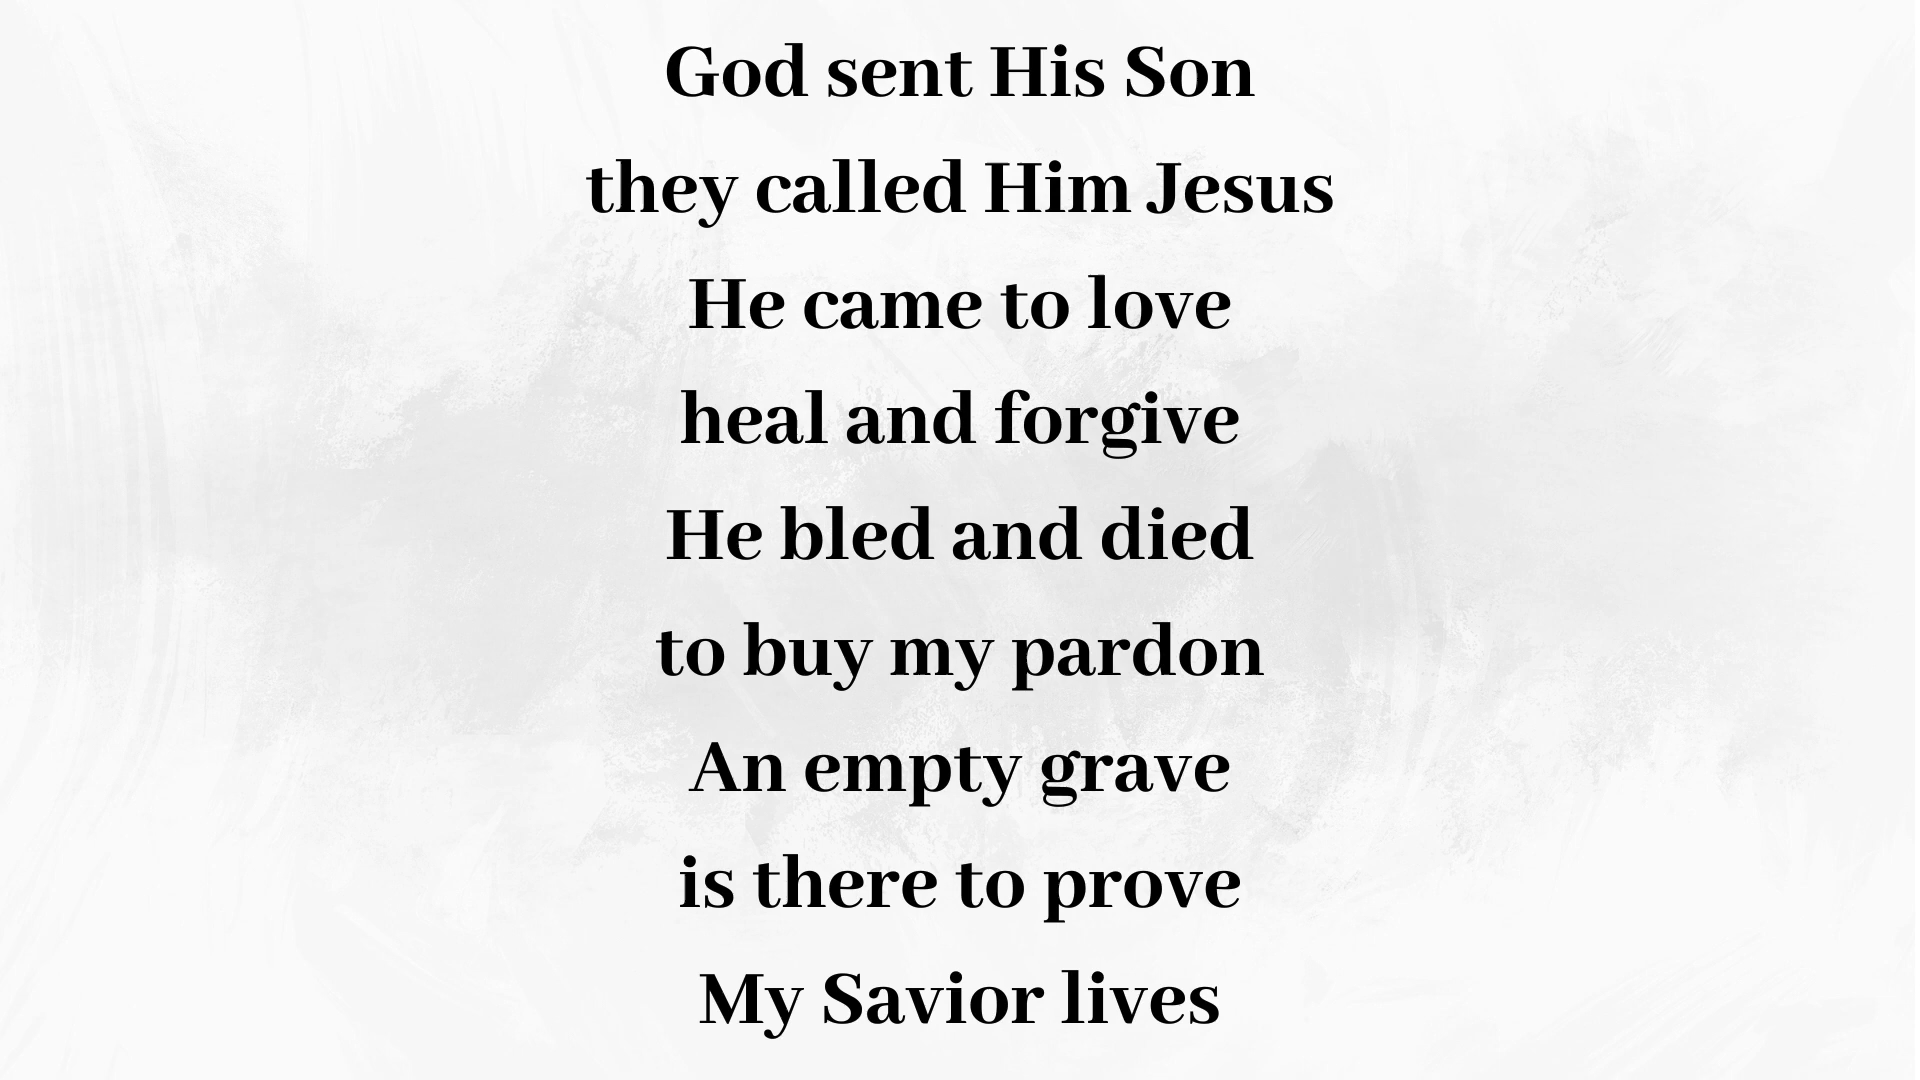 God sent His Son
they called Him Jesus
He came to love
heal and forgive
He bled and died
to buy my pardon
An empty grave
is there to prove
My Savior lives